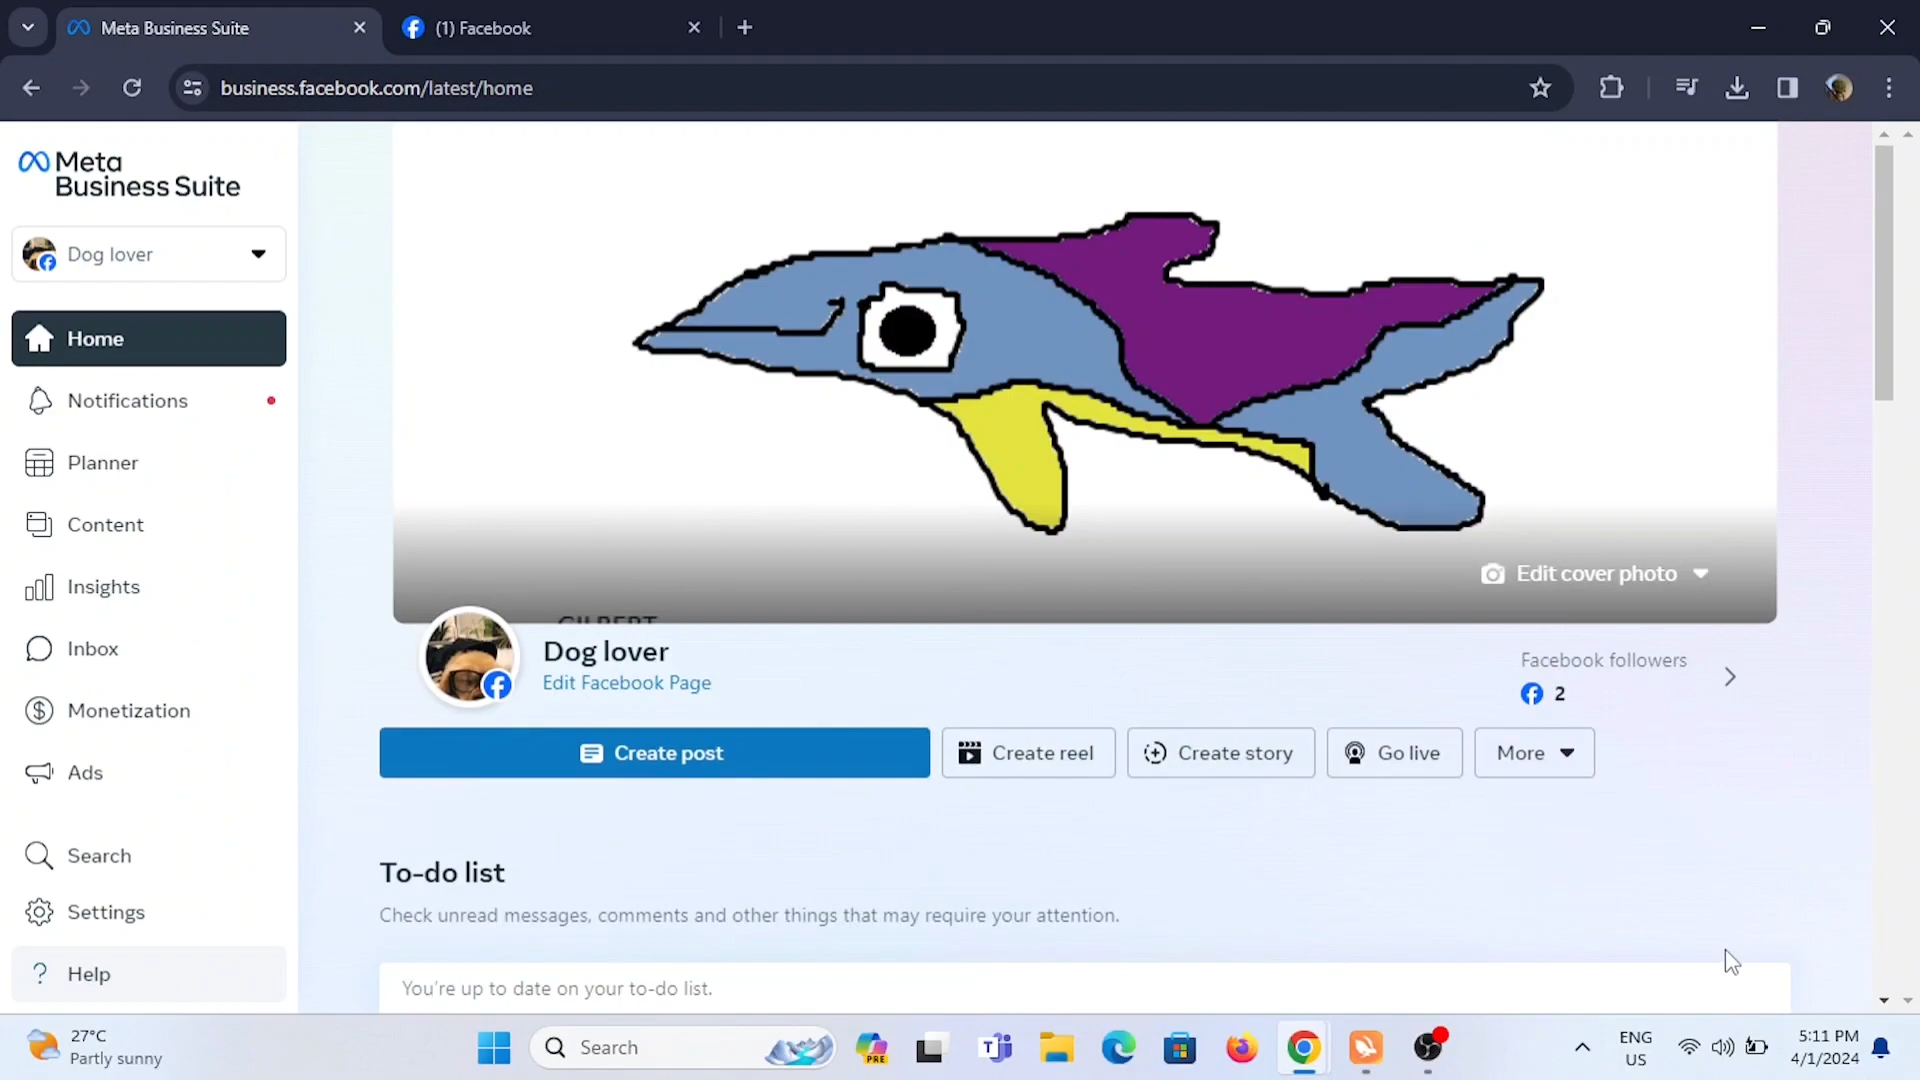 Meta Business Suite
(1) Facebook
business.facebook.com/latest/home
Meta
Business Suite
Dog lover
Home
Notifications
Planner
Content
Insights
Inbox
Monetization
Ads
Search
Settings
? Help
Edit cover photo
GILBERT
Dog lover
Edit Facebook Page
Facebook followers
2
Create post
Create reel
Create story
Go live
More
To-do list
Check unread messages, comments and other things that may require your attention.
You're up to date on your to-do list.
27°C
Partly sunny
Search
PRE
ENG
US
5:11 PM
4/1/2024